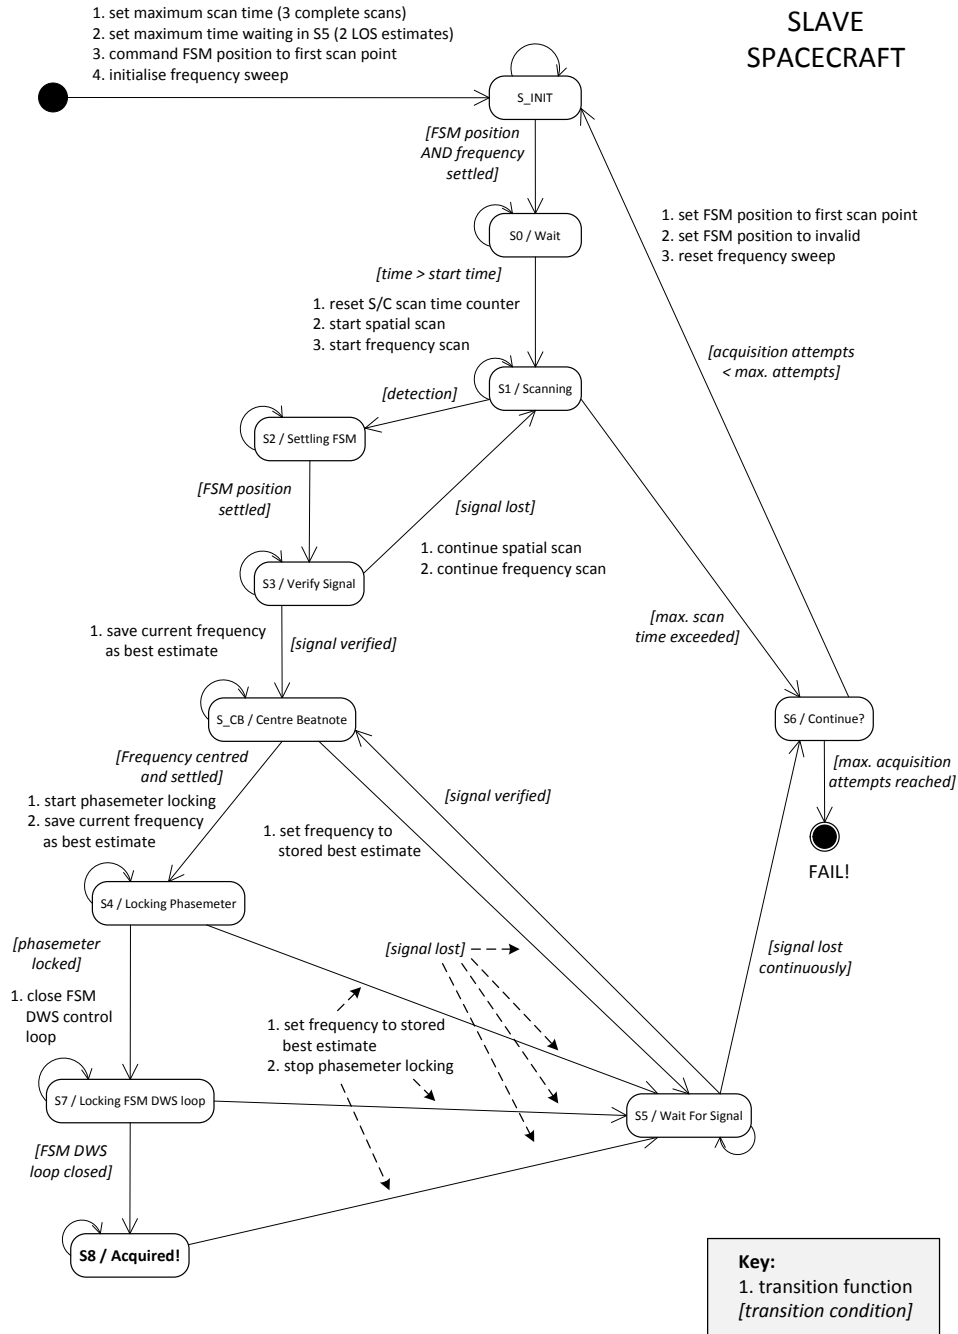 1. set maximum scan time (3 complete scans)
2. set maximum time waiting in S5 (2 LOS estimates)
3. command FSM position to first scan point
4. initialise frequency sweep
SLAVE
SPACECRAFT
S_INIT
[FSM position
AND frequency
settled]
S0 / Wait
1. set FSM position to first scan point
2. set FSM position to invalid
3. reset frequency sweep
[time > start time]
1. reset S/C scan time counter
2. start spatial scan
3. start frequency scan
[acquisition attempts
< max. attempts]
S1 / Scanning
[detection]
S2 / Settling FSM
[FSM position
settled]
[signal lost]
1. continue spatial scan
2. continue frequency scan
S3 / Verify Signal
1. save current frequency
as best estimate
[signal verified]
[max. scan
time exceeded]
S_CB / Centre Beatnote
S6 / Continue?
[Frequency centred
and settled]
[max. acquisition
attempts reached]
1. start phasemeter locking
2. save current frequency
as best estimate
[signal verified]
1. set frequency to
stored best estimate
FAIL!
S4 / Locking Phasemeter
[phasemeter
locked]
[signal lost]
[signal lost
continuously]
1. close FSM
DWS control
loop
1. set frequency to stored
best estimate
2. stop phasemeter locking
S7 / Locking FSM DWS loop
S5 / Wait For Signal
[FSM DWS
loop closed]
S8 / Acquired!
Key:
1. transition function
[transition condition]